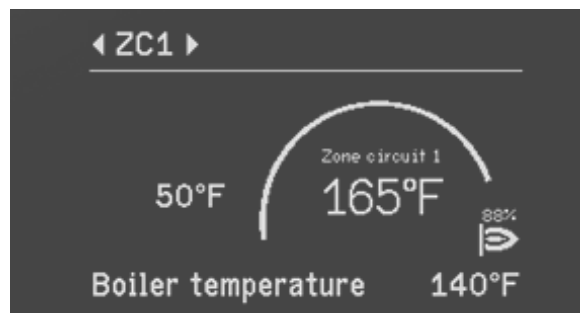 ZC1
Zone circuit 1
50°F
165°F
88%
Boiler temperature 140°F